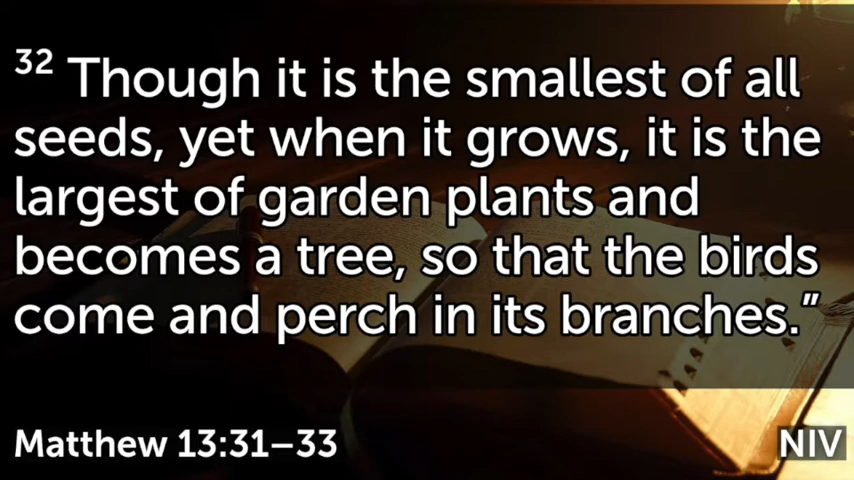 32 Though it is the smallest of all
seeds, yet when it grows, it is the
largest of garden plants and
becomes a tree, so that the birds
come and perch in its branches.”
Matthew 13:31–33
NIV